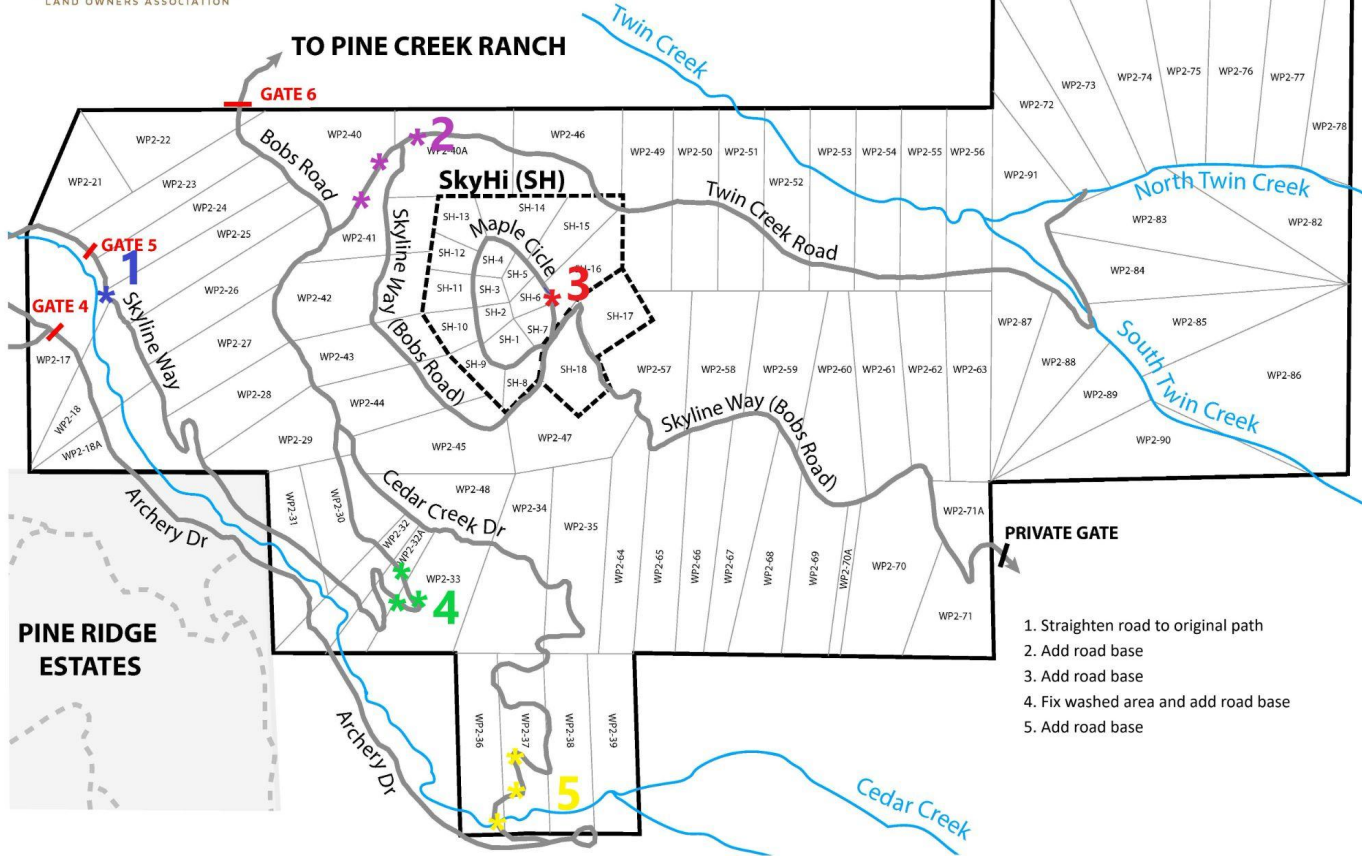 LAND OWNERS ASSOCIATION
TO PINE CREEK RANCH
GATE 6
Twin Creek
WP2-72
WP2-73
WP2-74
WP2-75
WP2-76
WP2-77
WP2-78
WP2-21
WP2-22
WP2-23
WP2-24
WP2-25
WP2-26
WP2-27
WP2-28
WP2-29
Bobs Road
WP2-40
WP2-40A
2
WP2-46
WP2-49
WP2-50
WP2-51
WP2-52
WP2-53
WP2-54
WP2-55
WP2-56
WP2-91
North Twin Creek
WP2-83
WP2-82
WP2-84
WP2-85
WP2-86
WP2-87
WP2-88
WP2-89
WP2-90
South Twin Creek
SkyHi (SH)
SH-13
SH-14
SH-15
SH-12
SH-11
SH-10
SH-9
SH-8
Maple Cicle
SH-4
SH-5
SH-3
SH-6
SH-2
SH-7
SH-1
SH-16
3
SH-17
SH-18
Twin Creek Road
WP2-41
WP2-42
WP2-43
WP2-44
WP2-45
WP2-47
WP2-48
Skyline Way (Bobs Road)
GATE 5
1
GATE 4
Skyline Way
WP2-17
WP2-18
WP2-18A
WP2-57
WP2-58
WP2-59
WP2-60
WP2-61
WP2-62
WP2-63
Skyline Way (Bobs Road)
Archery Dr
WP2-31
WP2-30
WP2-32
WP2-32A
WP2-33
4
Cedar Creek Dr
WP2-34
WP2-35
WP2-64
WP2-65
WP2-66
WP2-67
WP2-68
WP2-69
WP2-70A
WP2-70
WP2-71A
WP2-71
PRIVATE GATE
PINE RIDGE
ESTATES
Archery Dr
WP2-36
WP2-37
WP2-38
WP2-39
5
Cedar Creek
1. Straighten road to original path
2. Add road base
3. Add road base
4. Fix washed area and add road base
5. Add road base